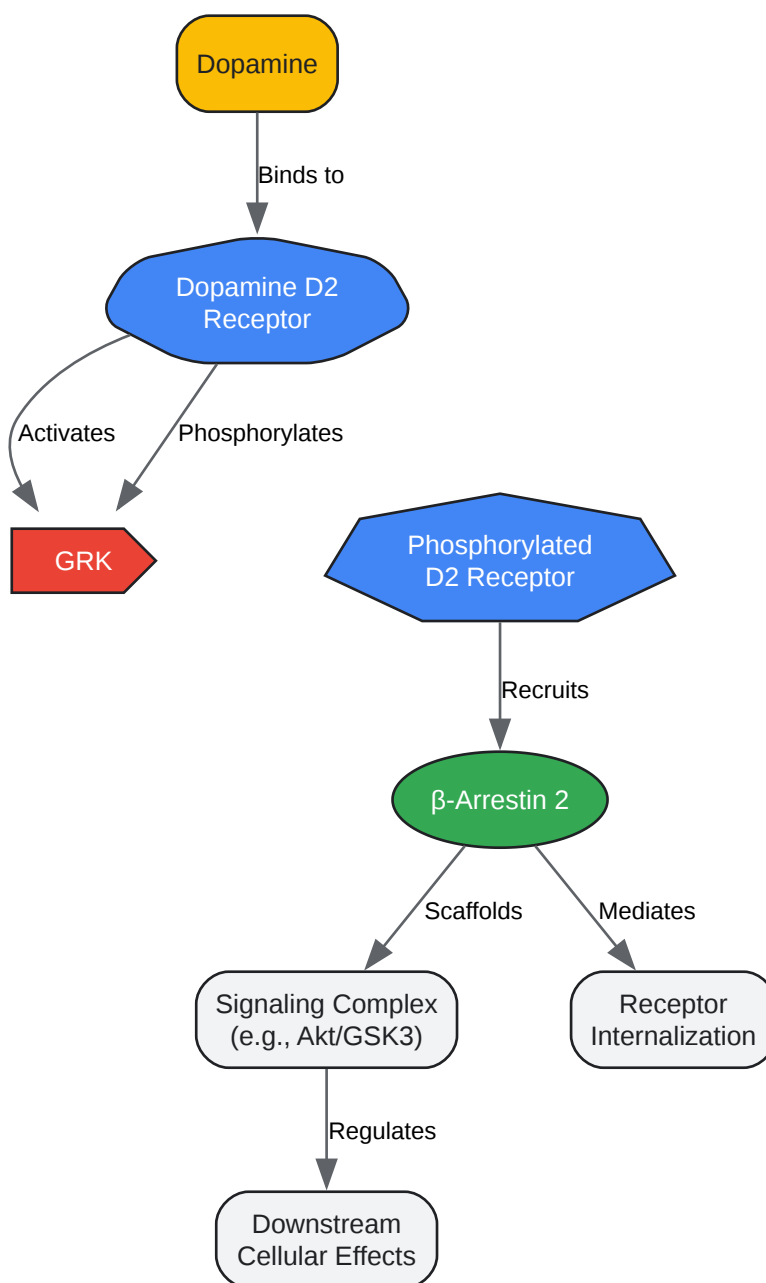 Dopamine
Binds to
Dopamine D2
Receptor
Activates
Phosphorylates
GRK
Phosphorylated
D2 Receptor
Recruits
β-Arrestin 2
Scaffolds
Mediates
Signaling Complex
(e.g., Akt/GSK3)
Receptor
Internalization
Regulates
Downstream
Cellular Effects